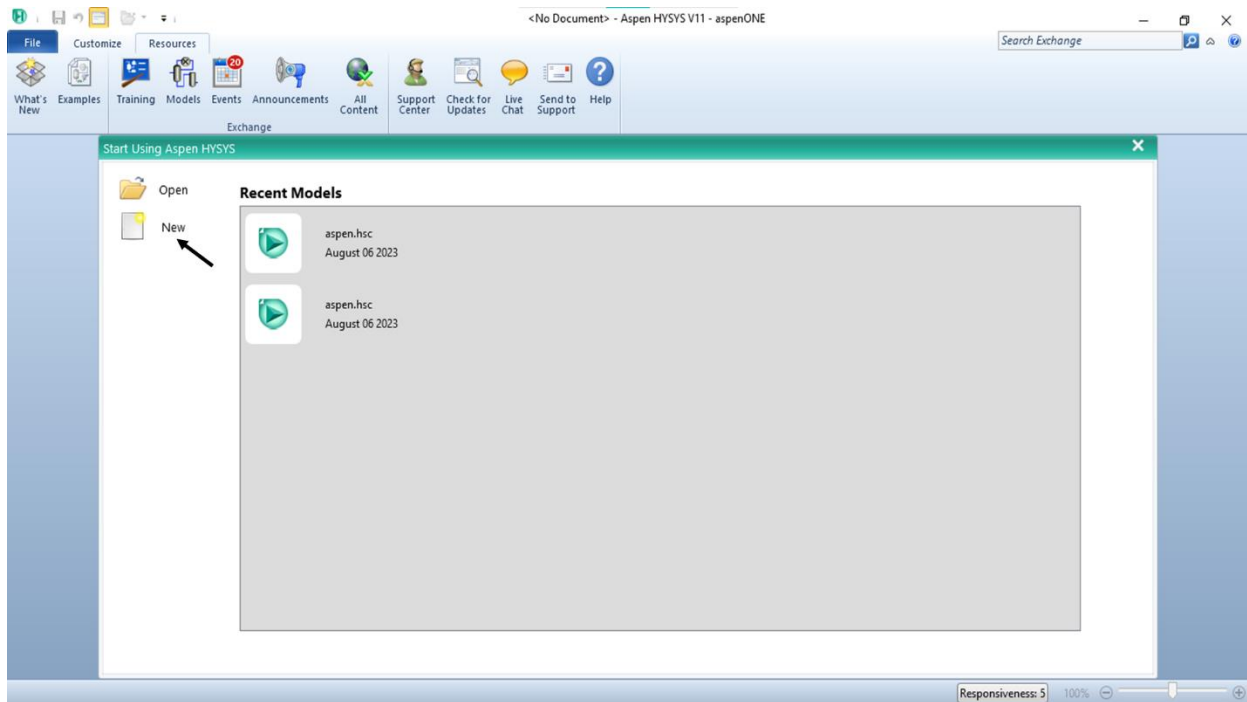 <No Document> - Aspen HYSYS V11 - aspenONE
File Customize Resources Search Exchange
20
What's New Examples Training Models Events Announcements All Content Support Center Check for Updates Live Chat Send to Support Help
Exchange
Start Using Aspen HYSYS
Open
New
Recent Models
aspen.hsc
August 06 2023
aspen.hsc
August 06 2023
Responsiveness: 5 100%